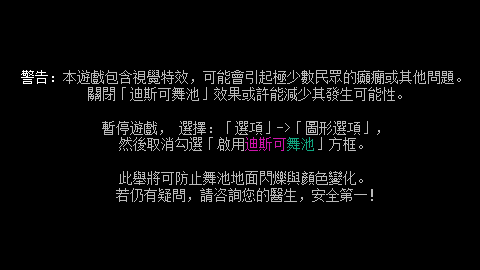 警告: 本遊戲包含視覺特效, 可能會引起極少數民眾的癲癇或其他問題。
關閉「迪斯可舞池」效果或許能減少其發生可能性。
暫停遊戲, 選擇:「選項」->「圖形選項」,
然後取消勾選「啟用迪斯可舞池」方框。
此舉將可防止舞池地面閃爍與顏色變化。
若仍有疑問, 請咨詢您的醫生, 安全第一!